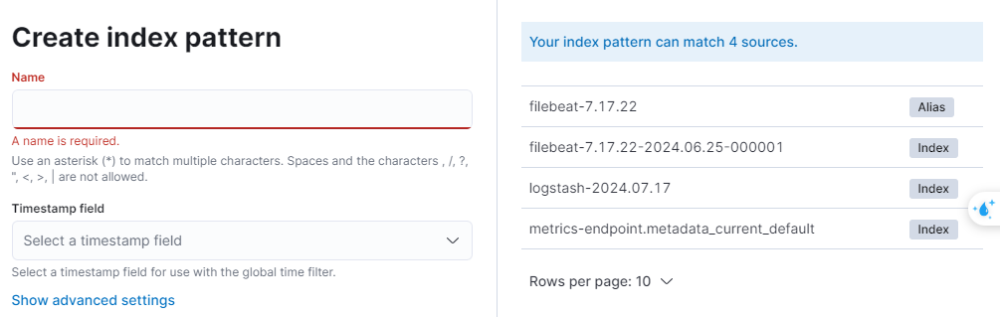 Create index pattern
Name
A name is required.
Use an asterisk (*) to match multiple characters. Spaces and the characters , /, ?,
", <, >, | are not allowed.
Timestamp field
Select a timestamp field
Select a timestamp field for use with the global time filter.
Show advanced settings
Your index pattern can match 4 sources.
filebeat-7.17.22 Alias
filebeat-7.17.22-2024.06.25-000001 Index
logstash-2024.07.17 Index
metrics-endpoint.metadata_current_default Index
Rows per page: 10